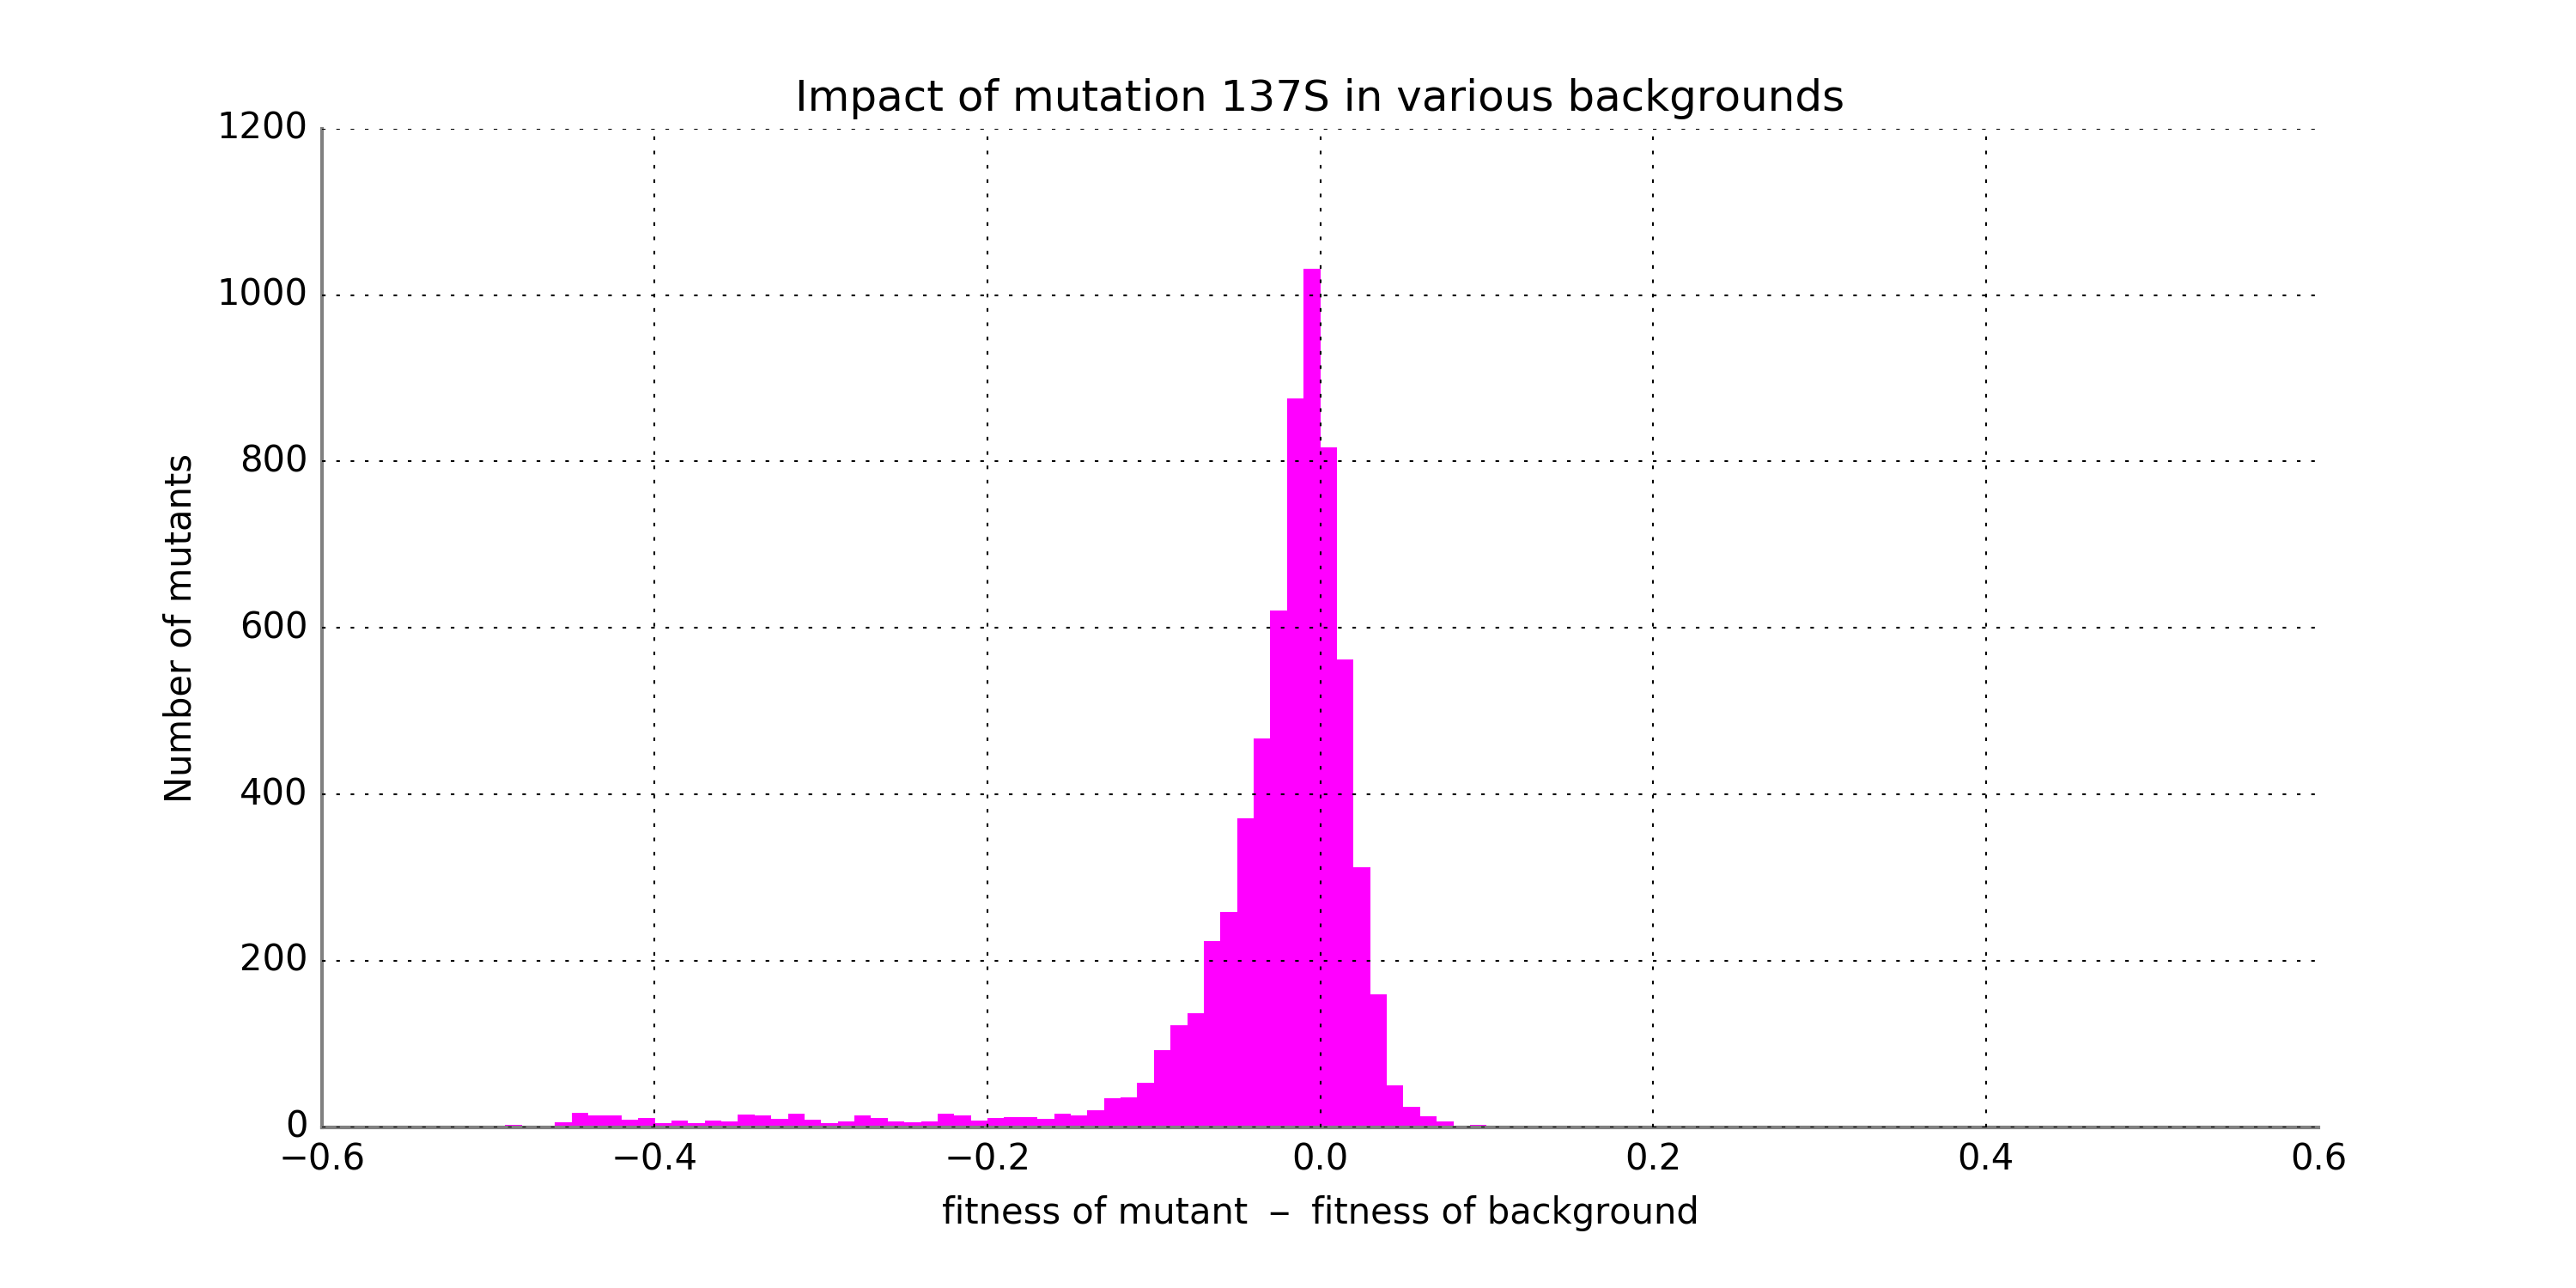 Impact of mutation 137S in various backgrounds
1200
1000
800
600
400
200
0
Number of mutants
−0.6 −0.4 −0.2 0.0 0.2 0.4 0.6
fitness of mutant − fitness of background